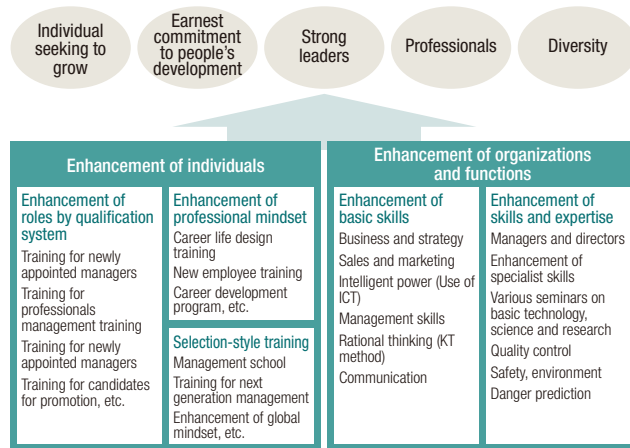 Individual
seeking to
grow
Earnest
commitment
to people's
development
Strong
leaders
Professionals
Diversity
Enhancement of individuals
Enhancement of
roles by qualification
system
Training for newly
appointed managers
Training for
professionals
management training
Training for newly
appointed managers
Training for candidates
for promotion, etc.
Enhancement of
professional mindset
Career life design
training
New employee training
Career development
program, etc.
Selection-style training
Management school
Training for next
generation management
Enhancement of global
mindset, etc.
Enhancement of organizations
and functions
Enhancement of
basic skills
Business and strategy
Sales and marketing
Intelligent power (Use of
ICT)
Management skills
Rational thinking (KT
method)
Communication
Enhancement of
skills and expertise
Managers and directors
Enhancement of
specialist skills
Various seminars on
basic technology,
science and research
Quality control
Safety, environment
Danger prediction